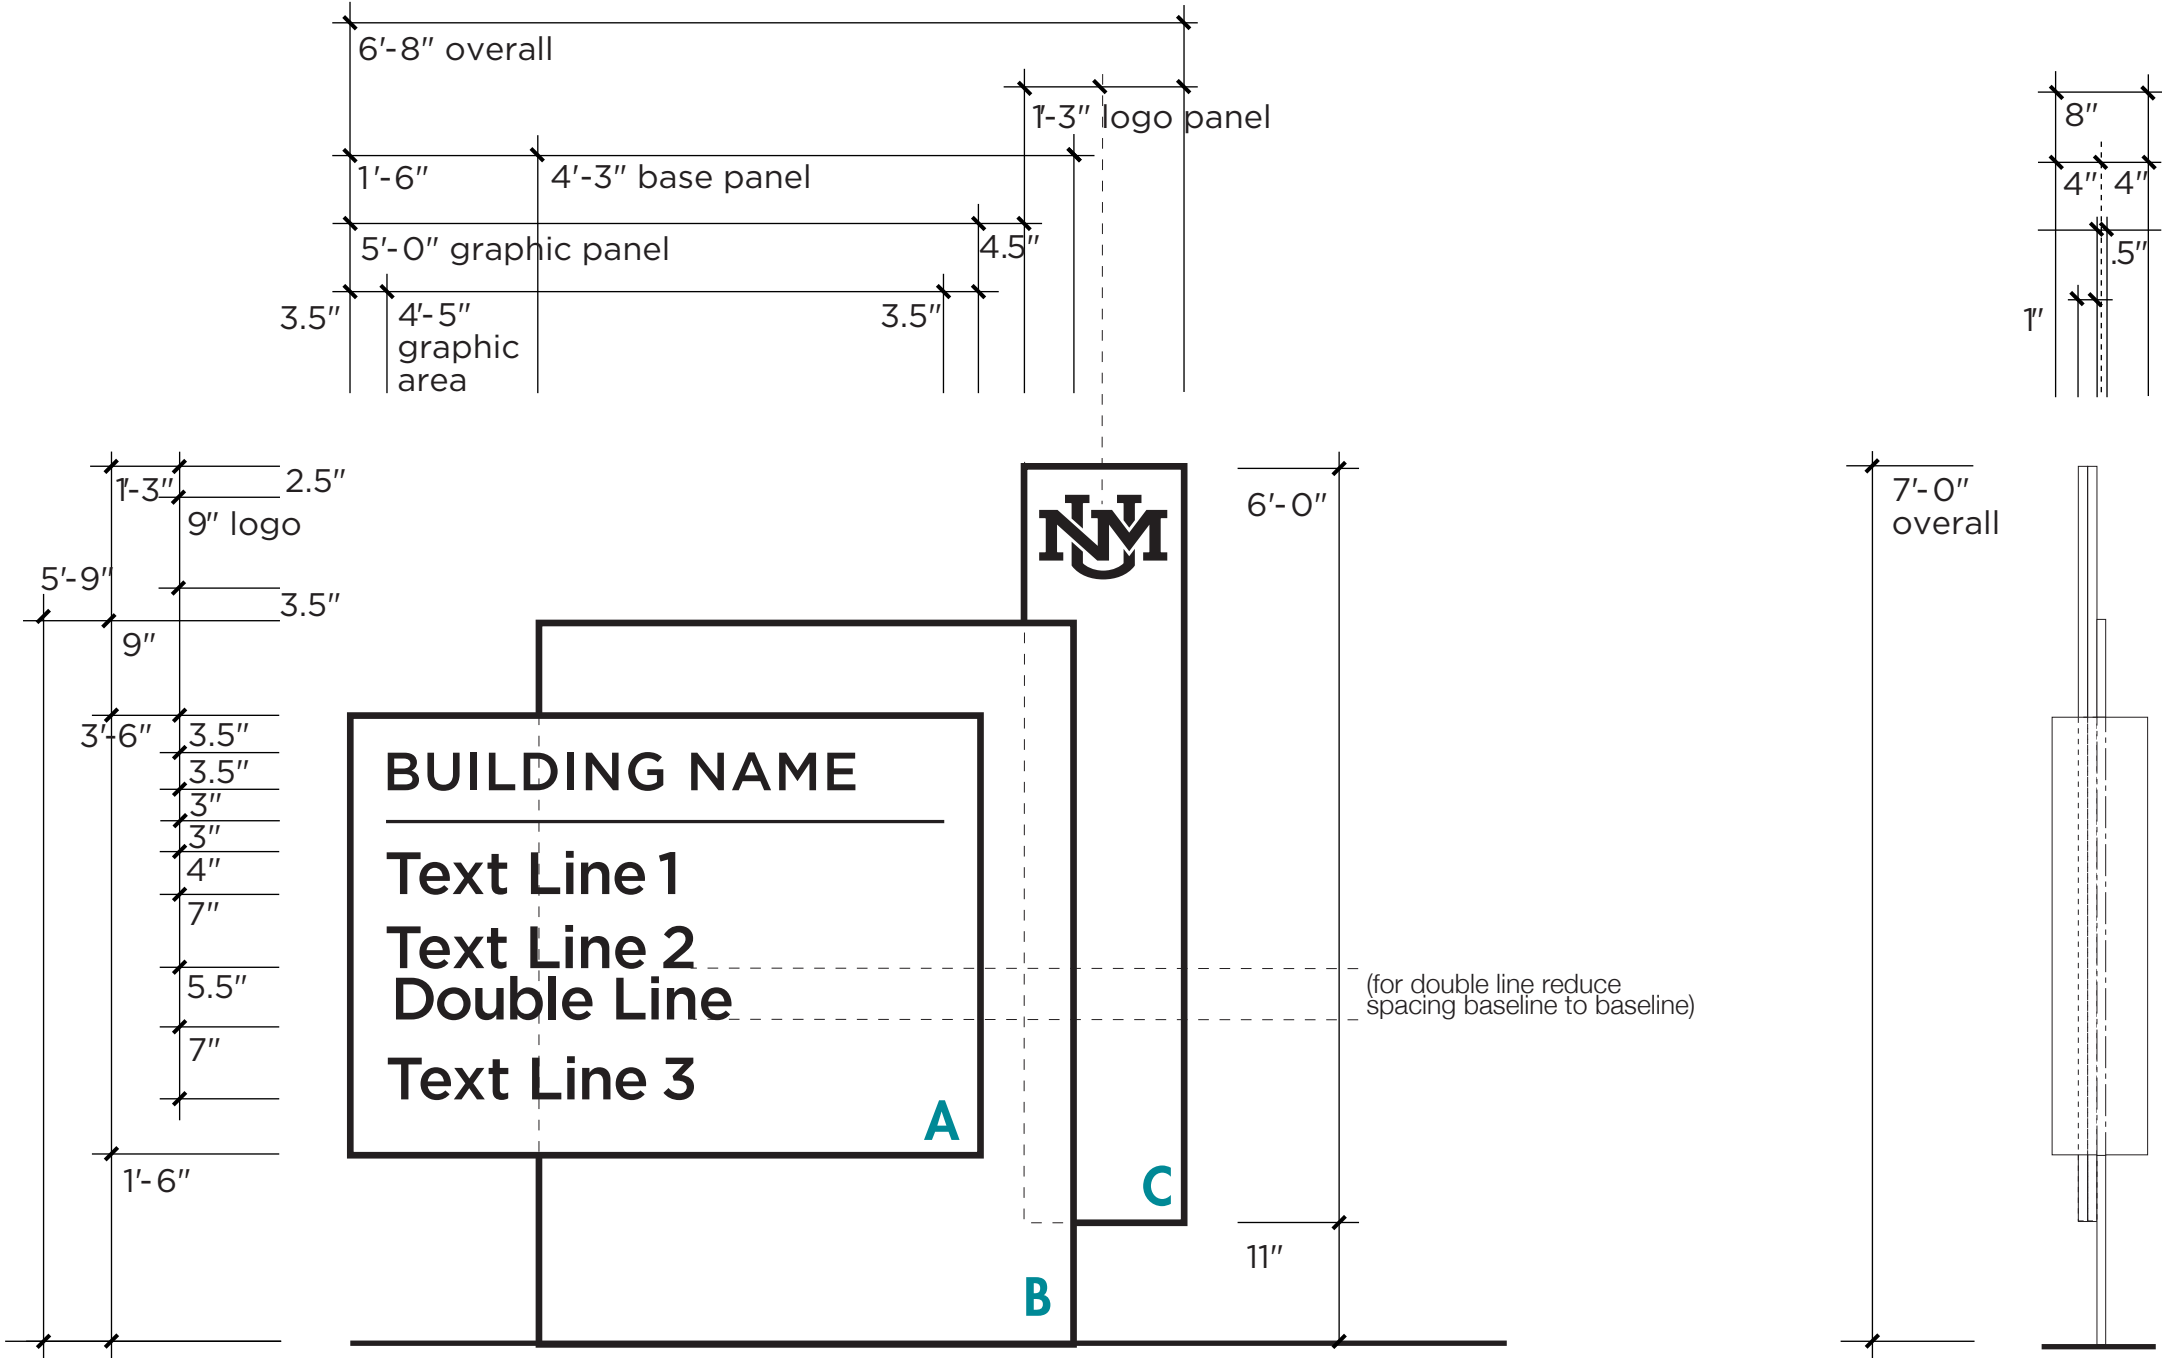 6'-8" overall
1'-3" logo panel
8"
1'-6"
4'-3" base panel
4"
4"
5'-0" graphic panel
4.5"
.5"
3.5"
4'-5"
graphic
area
3.5"
1"
1'-3"
2.5"
9" logo
6'-0"
7'-0"
overall
UNM
5'-9"
3.5"
9"
3'-6"
3.5"
3.5"
3"
3"
4"
7"
5.5"
7"
1'-6"
BUILDING NAME
Text Line 1
Text Line 2
Double Line
Text Line 3
(for double line reduce
spacing baseline to baseline)
A
C
11"
B